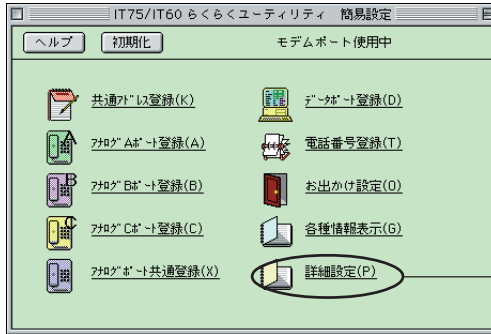 IT75/IT60 らくらくユーティリティ 簡易設定
ヘルプ 初期化 モデムポート使用中
共通ｱﾄﾞﾚｽ登録(K)
ｱﾅﾛｸﾞAﾎﾟｰﾄ登録(A)
ｱﾅﾛｸﾞBﾎﾟｰﾄ登録(B)
ｱﾅﾛｸﾞCﾎﾟｰﾄ登録(C)
ｱﾅﾛｸﾞﾎﾟｰﾄ共通登録(X)
ﾃﾞｰﾀﾎﾟｰﾄ登録(D)
電話番号登録(T)
お出かけ設定(O)
各種情報表示(G)
詳細設定(P)